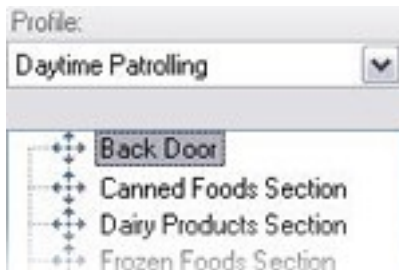 Profile:
Daytime Patrolling
Back Door
Canned Foods Section
Dairy Products Section
Frozen Foods Section